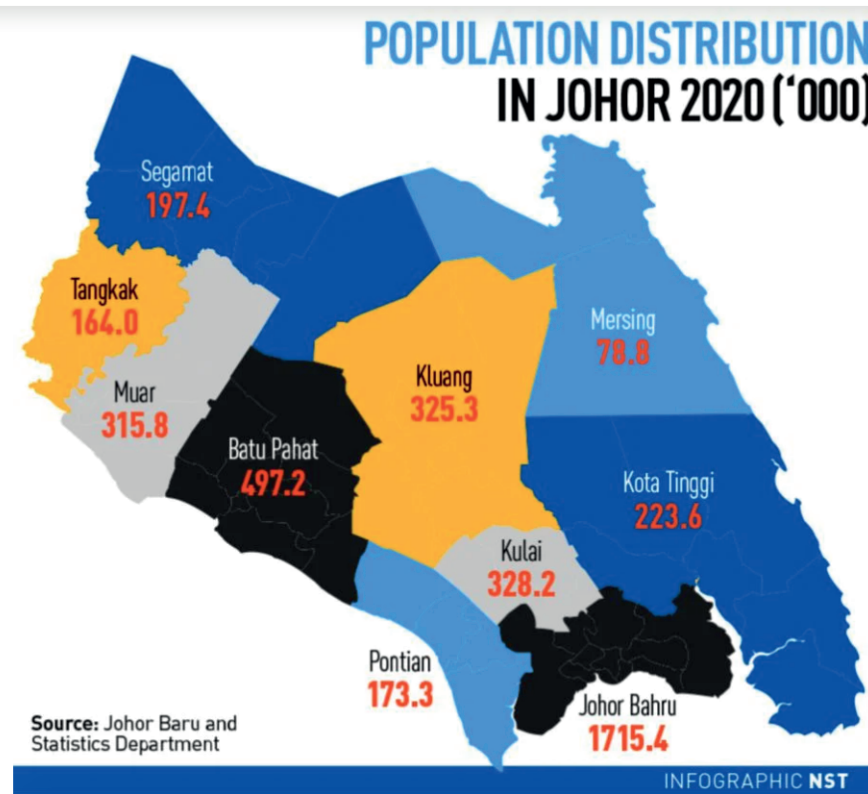 POPULATION DISTRIBUTION
IN JOHOR 2020 (‘000)
Segamat
197.4
Tangkak
164.0
Mersing
78.8
Kluang
325.3
Muar
315.8
Batu Pahat
497.2
Kota Tinggi
223.6
Kulai
328.2
Pontian
173.3
Johor Bahru
1715.4
Source: Johor Baru and
Statistics Department
INFOGRAPHIC NST